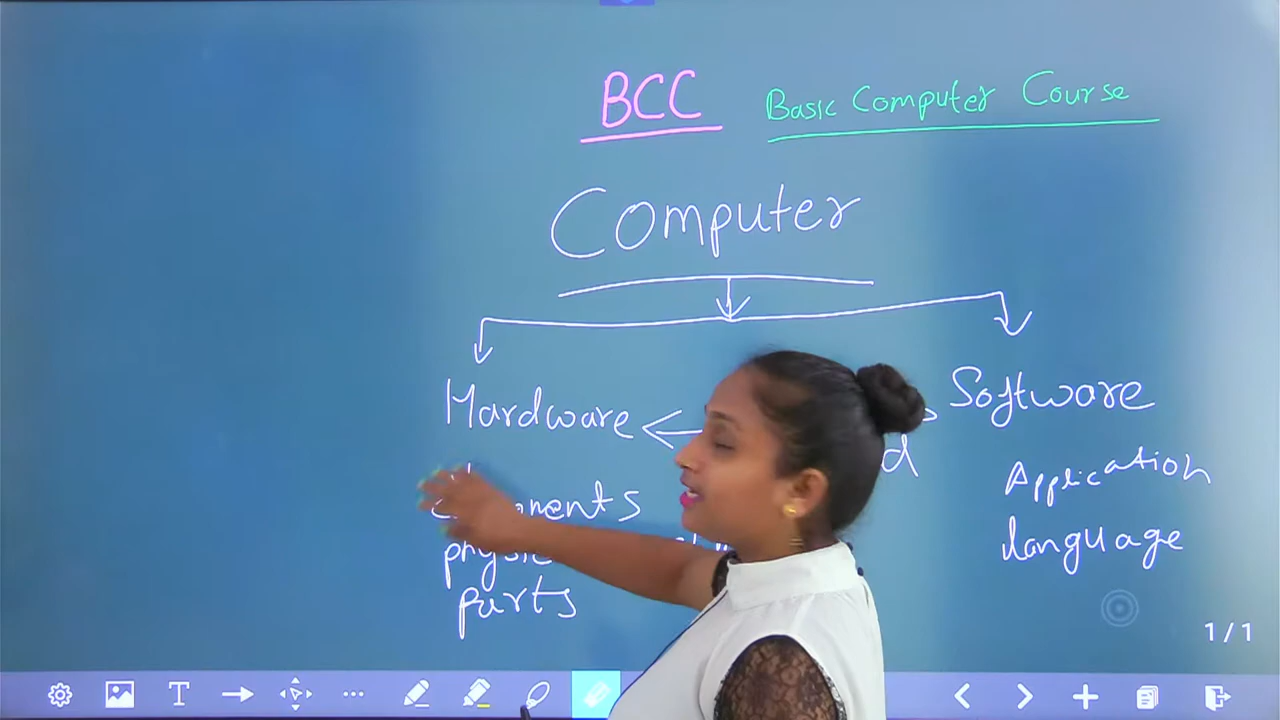 BCC Basic Computer Course
Computer
Hardware Software
Application
language
parts
1/1